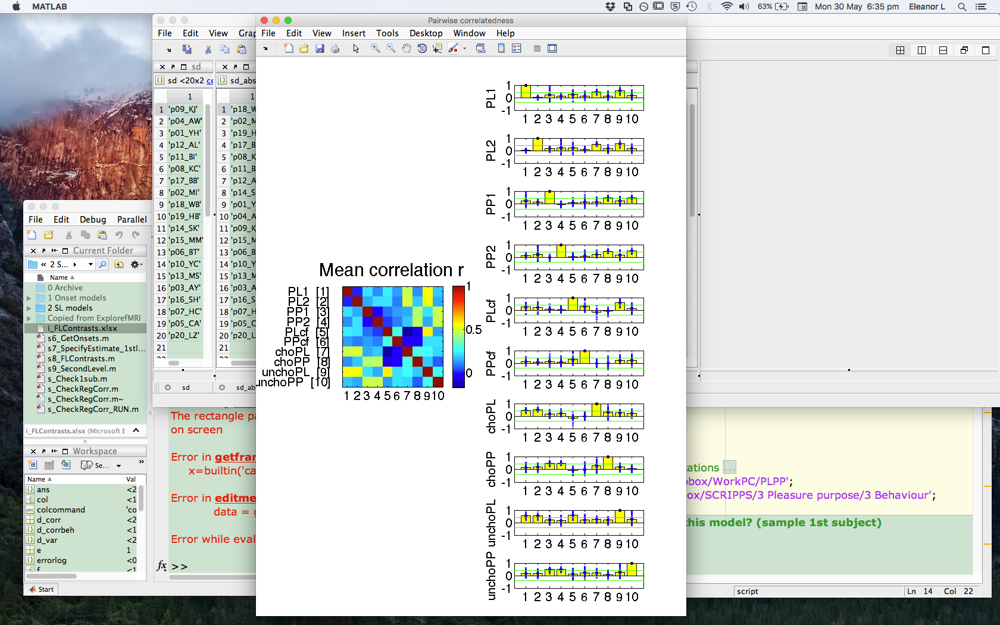 MATLAB
63%
Mon 30 May 6:35 pm
Eleanor L
File Edit View Gra
Pairwise correlatedness
File Edit View Insert Tools Desktop Window Help
sd
sd <20x2 ce
sd_abs
1
1 'p09_KJ'
2 'p04_AW'
3 'p01_YH'
4 'p12_AL'
5 'p11_BI'
6 'p08_KC'
7 'p17_BB'
8 'p02_MI'
9 'p18_WB'
10 'p19_HB'
11 'p14_SK'
12 'p15_MM'
13 'p06_BT'
14 'p10_YC'
15 'p13_MS'
16 'p03_AY'
17 'p16_SH'
18 'p07_HC'
19 'p05_CA'
20 'p20_LZ'
21
1
1 'p18_W
2 'p02_M
3 'p19_H
4 'p17_B
5 'p08_K
6 'p11_B
7 'p12_A
8 'p14_S
9 'p01_Y
10 'p04_A
11 'p09_K
12 'p15_M
13 'p06_B
14 'p10_Y
15 'p13_M
16 'p03_A
17 'p16_S
18 'p07_H
19 'p05_C
20 'p20_L
21
sd
sd_ab
File Edit Debug Parallel
Current Folder
« 2 S...
Name
0 Archive
1 Onset models
2 SL models
Copied from ExplorefMRI
i_FLContrasts.xlsx
s6_GetOnsets.m
s7_SpecifyEstimate_1stl...
s8_FLContrasts.m
s9_SecondLevel.m
s_Check1sub.m
s_CheckRegCorr.m
s_CheckRegCorr.m~
s_CheckRegCorr_RUN.m
i_FLContrasts.xlsx (Microsoft E
Workspace
Se...
Name Val
ans <2
col <1
colcommand 'co
d_corr <2
d_corrbeh <1
d_var <2
e 1
errorlog <0
f <1
Start
The rectangle pa
on screen
Error in getfran
x=builtin('ca
Error in editme
data = g
Error while eval
fx >>
Mean correlation r
PL1 [1]
PL2 [2]
PP1 [3]
PP2 [4]
PLcf [5]
PPcf [6]
choPL [7]
choPP [8]
unchoPL [9]
unchoPP [10]
1 2 3 4 5 6 7 8 9 10
1
0.5
0
PL1
1
0
-1
1 2 3 4 5 6 7 8 9 10
PL2
1
0
-1
1 2 3 4 5 6 7 8 9 10
PP1
1
0
-1
1 2 3 4 5 6 7 8 9 10
PP2
1
0
-1
1 2 3 4 5 6 7 8 9 10
PLcf
1
0
-1
1 2 3 4 5 6 7 8 9 10
PPcf
1
0
-1
1 2 3 4 5 6 7 8 9 10
choPL
1
0
-1
1 2 3 4 5 6 7 8 9 10
choPP
1
0
-1
1 2 3 4 5 6 7 8 9 10
unchoPL
1
0
-1
1 2 3 4 5 6 7 8 9 10
unchoPP
1
0
-1
1 2 3 4 5 6 7 8 9 10
cations ...
box/WorkPC/PLPP';
ox/SCRIPPS/3 Pleasure purpose/3 Behaviour';
this model? (sample 1st subject)
script
Ln 14 Col 22